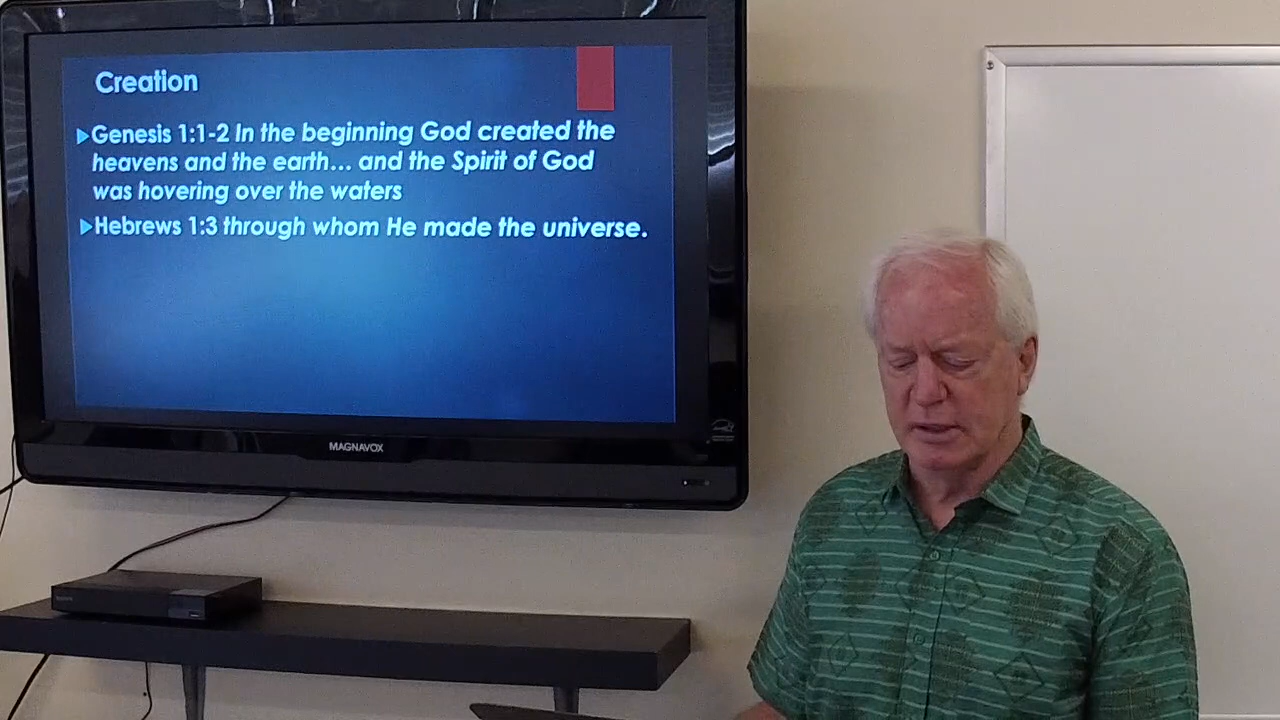 Creation
Genesis 1:1-2 In the beginning God created the
heavens and the earth... and the Spirit of God
was hovering over the waters
Hebrews 1:3 through whom He made the universe.
MAGNAVOX